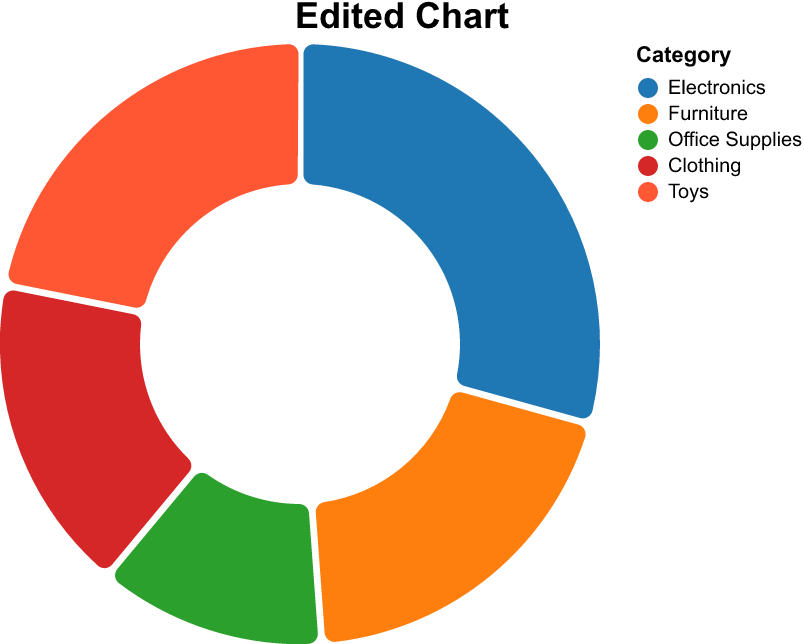 Edited Chart
Category
Electronics
Furniture
Office Supplies
Clothing
Toys